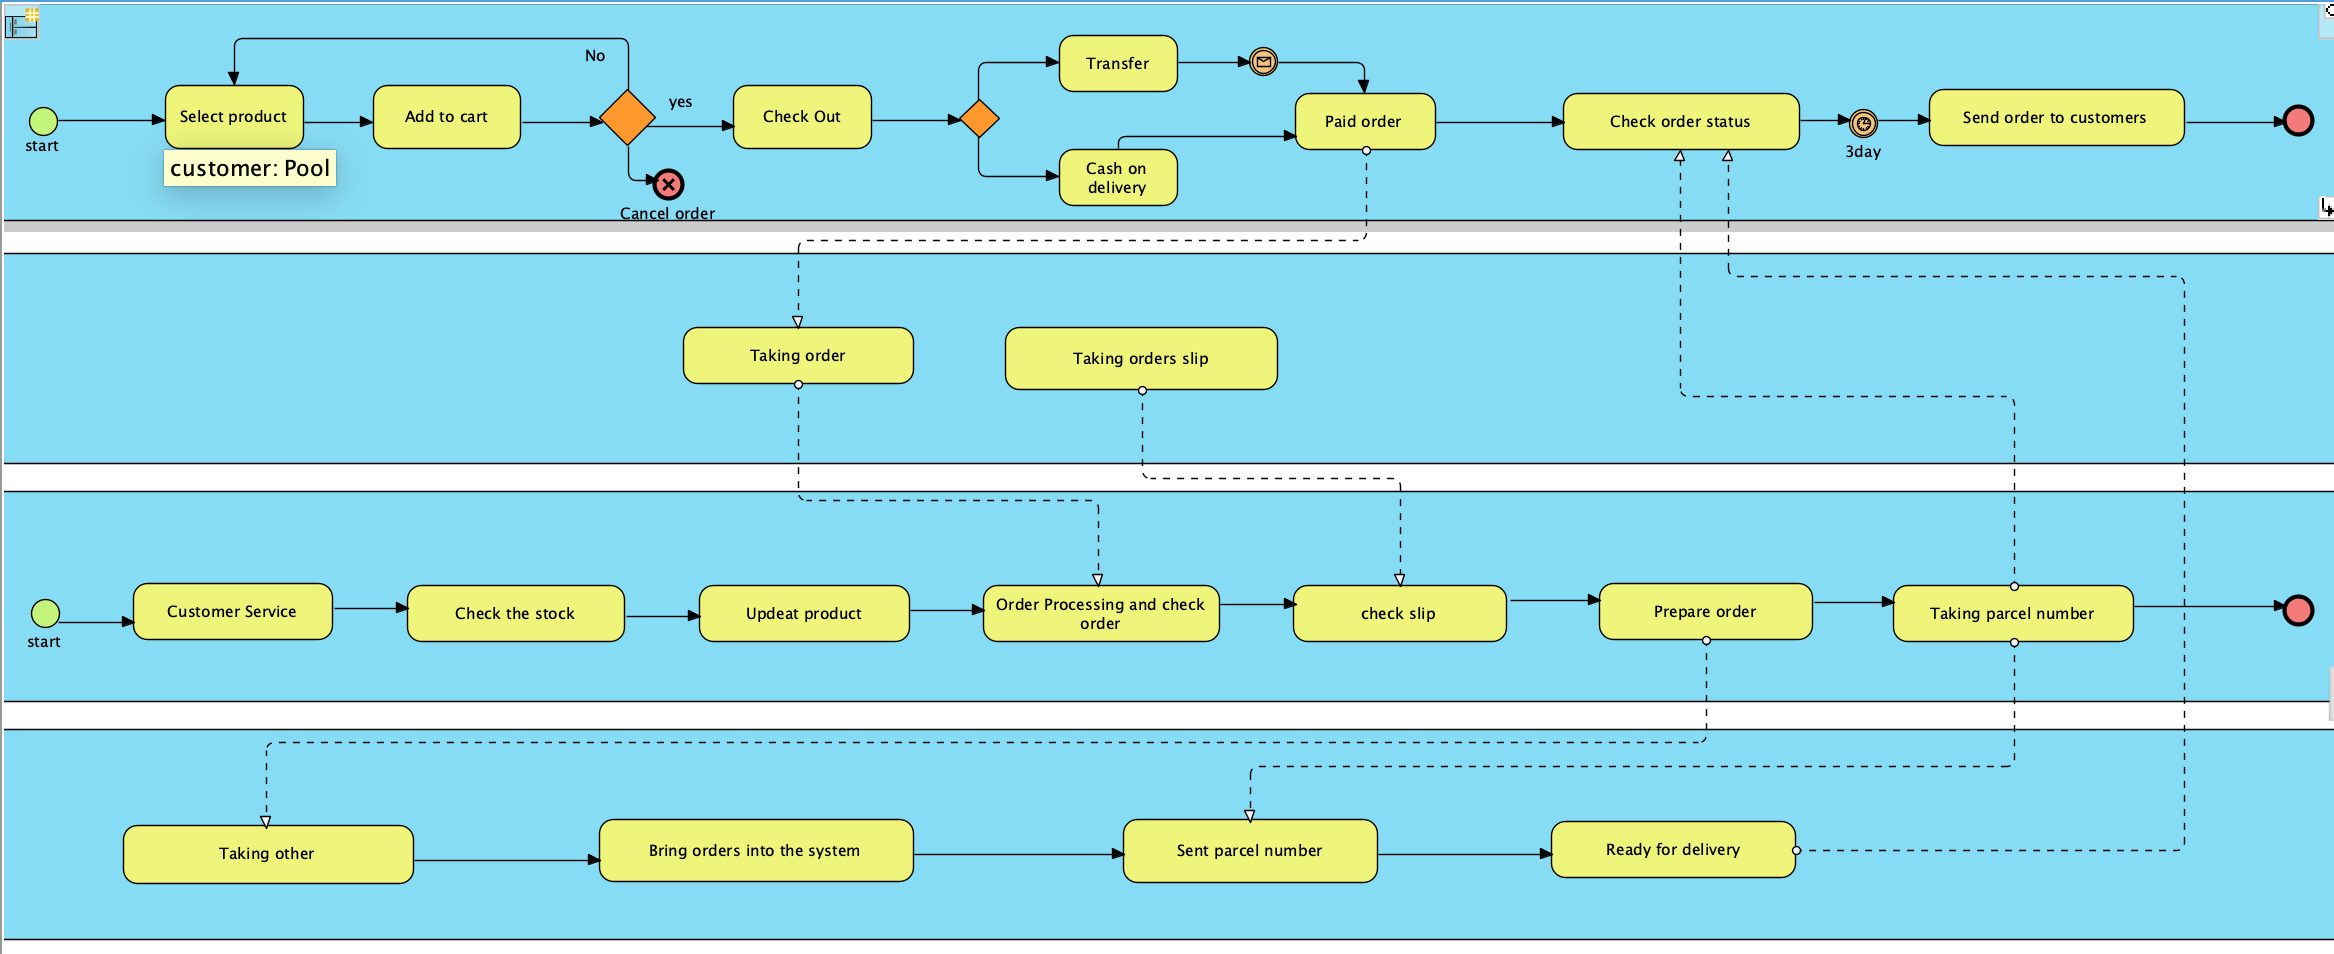 No
Transfer
yes
Select product
Add to cart
Check Out
Paid order
Check order status
Send order to customers
start
3day
customer: Pool
Cash on
delivery
Cancel order
Taking order
Taking orders slip
Customer Service
Check the stock
Updeat product
Order Processing and check
order
check slip
Prepare order
Taking parcel number
start
Taking other
Bring orders into the system
Sent parcel number
Ready for delivery